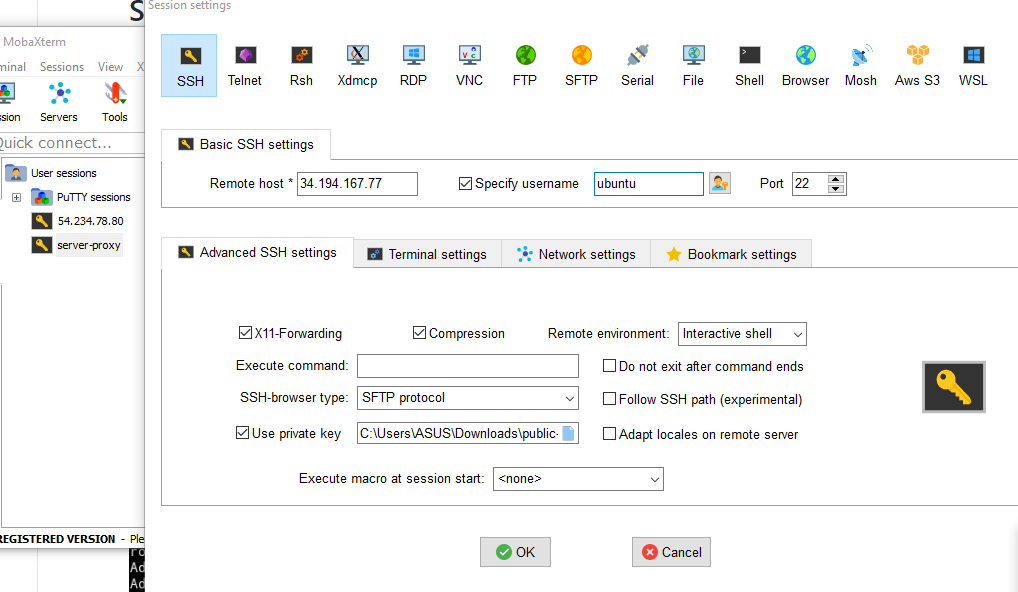 S
Session settings
MobaXterm
minal Sessions View X
SSH Telnet Rsh Xdmcp RDP VNC FTP SFTP Serial File Shell Browser Mosh Aws S3 WSL
ssion Servers Tools
Quick connect...
Basic SSH settings
User sessions
PuTTY sessions
54.234.78.80
server-proxy
Remote host * 34.194.167.77 Specify username ubuntu Port 22
Advanced SSH settings Terminal settings Network settings Bookmark settings
X11-Forwarding Compression Remote environment: Interactive shell
Execute command: Do not exit after command ends
SSH-browser type: SFTP protocol Follow SSH path (experimental)
Use private key C:\Users\ASUS\Downloads\public- Adapt locales on remote server
Execute macro at session start: <none>
REGISTERED VERSION - Ple
OK Cancel
Ad
Ad